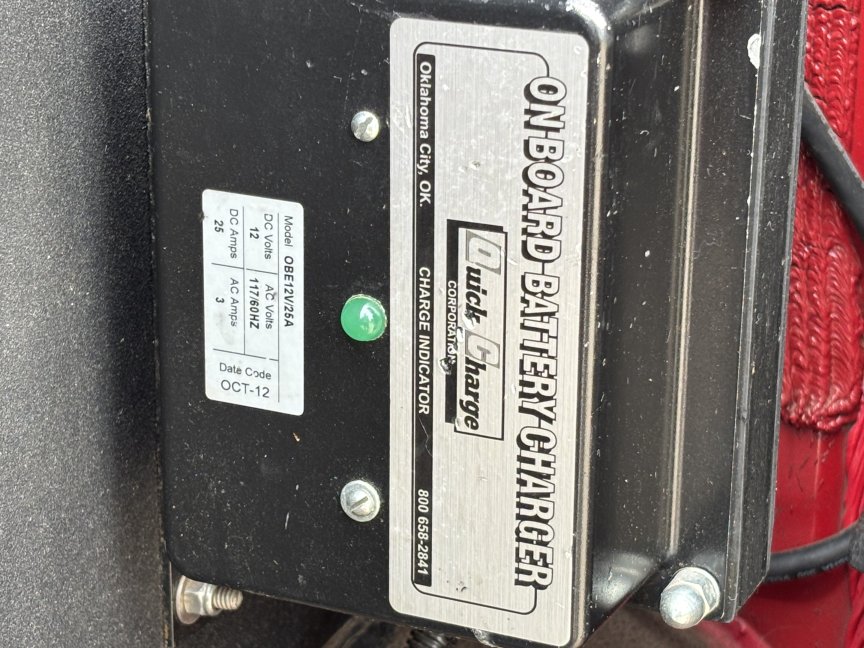 ON-BOARD BATTERY CHARGER
Quick Charge
CORPORATION
Oklahoma City, OK CHARGE INDICATOR 800 658-2841
Model OBE12V/25A
DC Volts AC Volts Date Code
12 117/60HZ OCT-12
DC Amps AC Amps
25 3